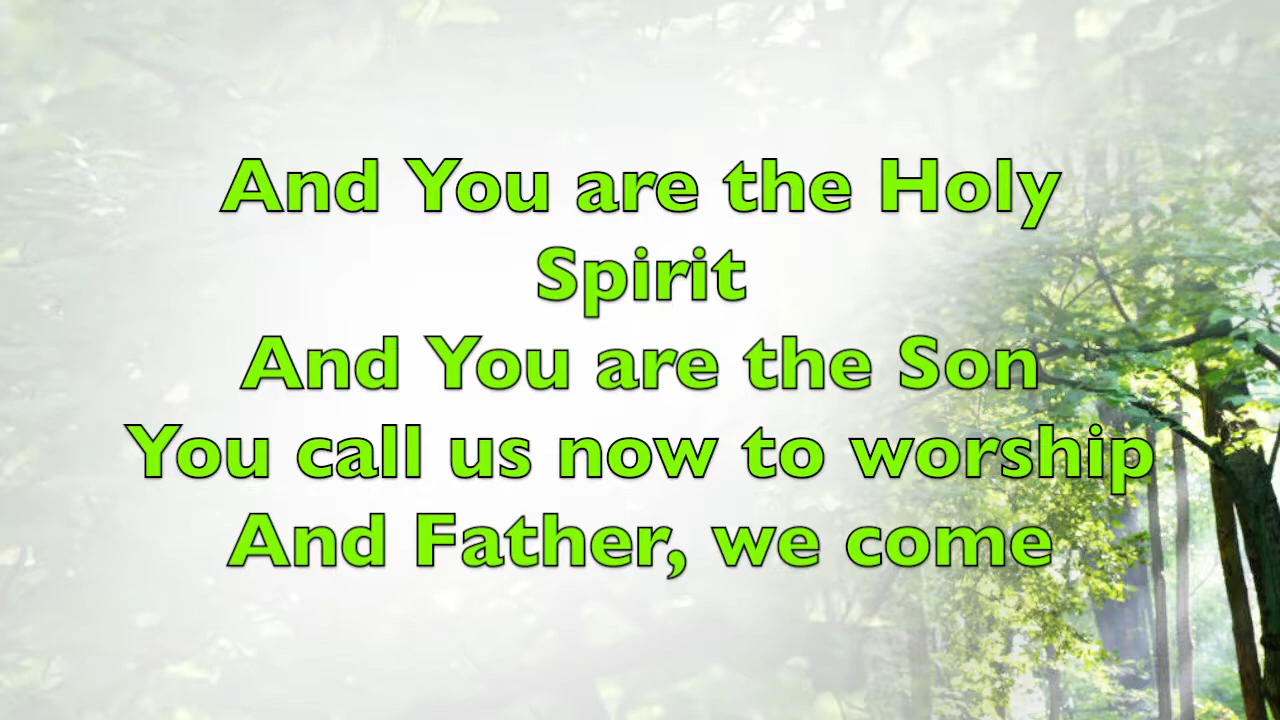 And You are the Holy
Spirit
And You are the Son
You call us now to worship
And Father, we come